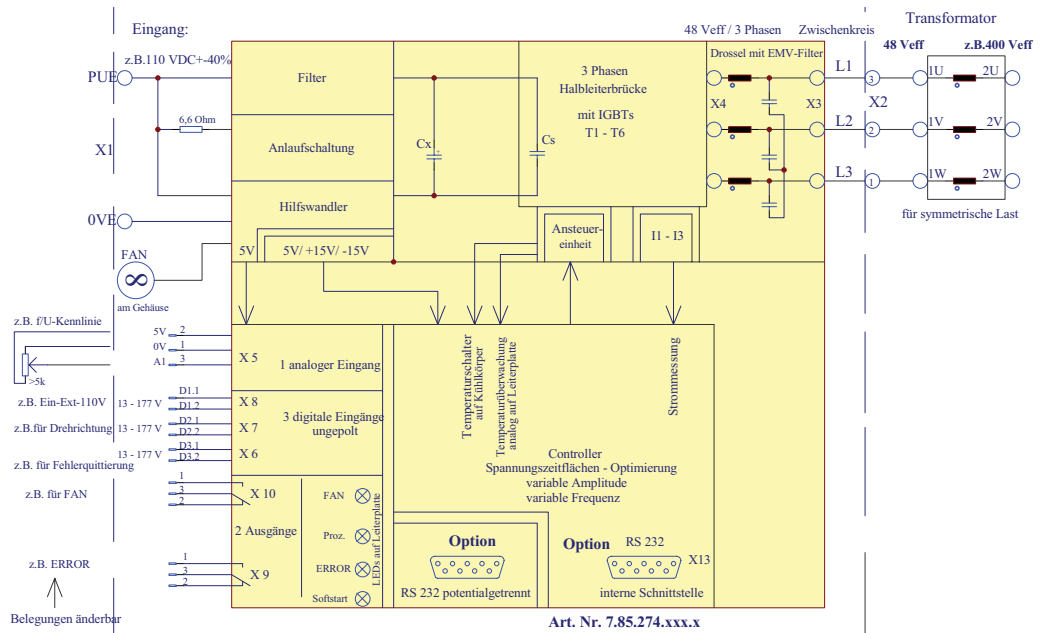 Eingang:
48 Veff / 3 Phasen
Zwischenkreis
Transformator
z.B.110 VDC+-40%
Drossel mit EMV-Filter
48 Veff
z.B.400 Veff
PUE
Filter
3 Phasen
Halbleiterbrücke
mit IGBTs
T1 - T6
L1
3
1U
2U
X4
X3
X2
6,6 Ohm
X1
Anlaufschaltung
Cx
+
Cs
L2
2
1V
2V
L3
1
1W
2W
Hilfswandler
0VE
für symmetrische Last
Ansteuer-
einheit
I1 - I3
5V
5V/ +15V/ -15V
FAN
am Gehäuse
z.B. f/U-Kennlinie
>5k
5V
2
0V
1
A1
3
X 5
1 analoger Eingang
Temperaturschalter
auf Kühlkörper
Temperaturüberwachung
analog auf Leiterplatte
Strommessung
z.B. Ein-Ext-110V
13 - 177 V
D1.1
D1.2
X 8
3 digitale Eingänge
ungepolt
z.B.für Drehrichtung
13 - 177 V
D2.1
D2.2
X 7
z.B. für Fehlerquittierung
13 - 177 V
D3.1
D3.2
X 6
Controller
Spannungszeitflächen - Optimierung
variable Amplitude
variable Frequenz
z.B. für FAN
1
3
2
X 10
2 Ausgänge
FAN
Proz.
ERROR
Softstart
LEDs auf Leiterplatte
z.B. ERROR
1
3
2
X 9
Belegungen änderbar
Option
RS 232 potentialgetrennt
Option
RS 232
X13
interne Schnittstelle
Art. Nr. 7.85.274.xxx.x